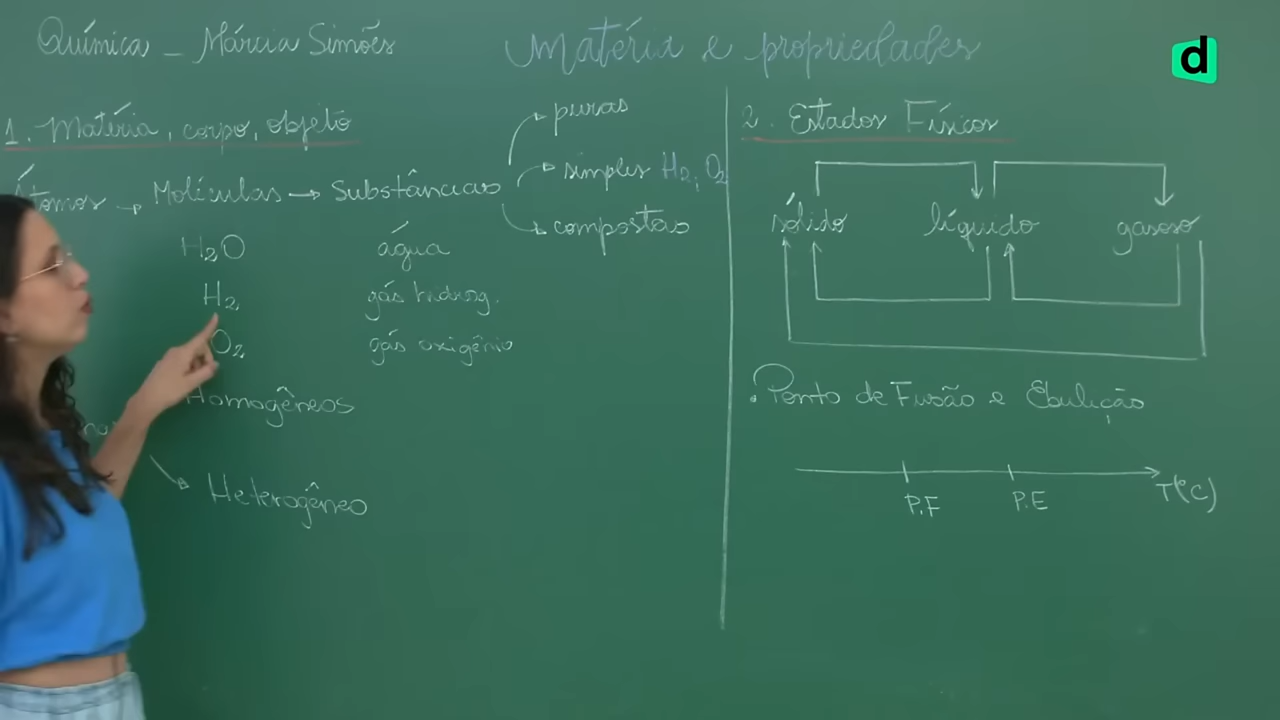 Química - Márcia Simões
Matéria e propriedades
d
1. Matéria, corpo, objeto
Átomos → Moléculas → Substâncias
puras
simples H2, O2
compostas
H2O água
H2 gás hidrog.
O2 gás oxigênio
Homogêneos
Heterogêneo
2. Estados Físicos
sólido líquido gasoso
. Ponto de Fusão e Ebulição
P.F P.E T(°C)